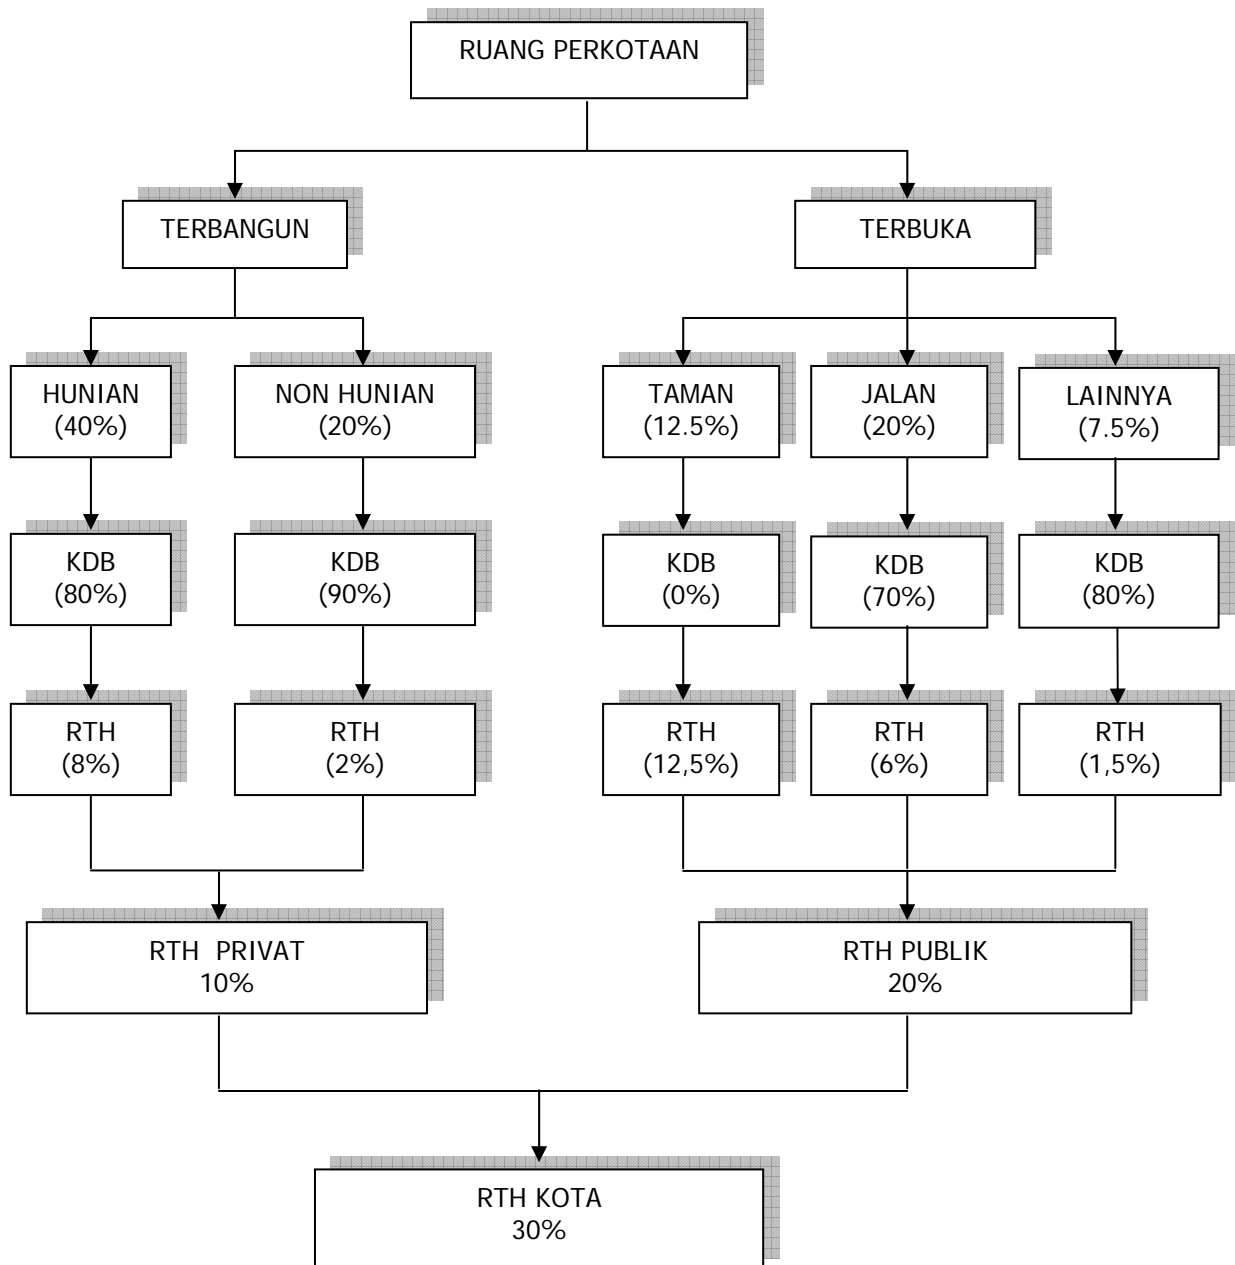 RUANG PERKOTAAN
TERBANGUN
TERBUKA
HUNIAN
(40%)
NON HUNIAN
(20%)
TAMAN
(12.5%)
JALAN
(20%)
LAINNYA
(7.5%)
KDB
(80%)
KDB
(90%)
KDB
(0%)
KDB
(70%)
KDB
(80%)
RTH
(8%)
RTH
(2%)
RTH
(12,5%)
RTH
(6%)
RTH
(1,5%)
RTH PRIVAT
10%
RTH PUBLIK
20%
RTH KOTA
30%